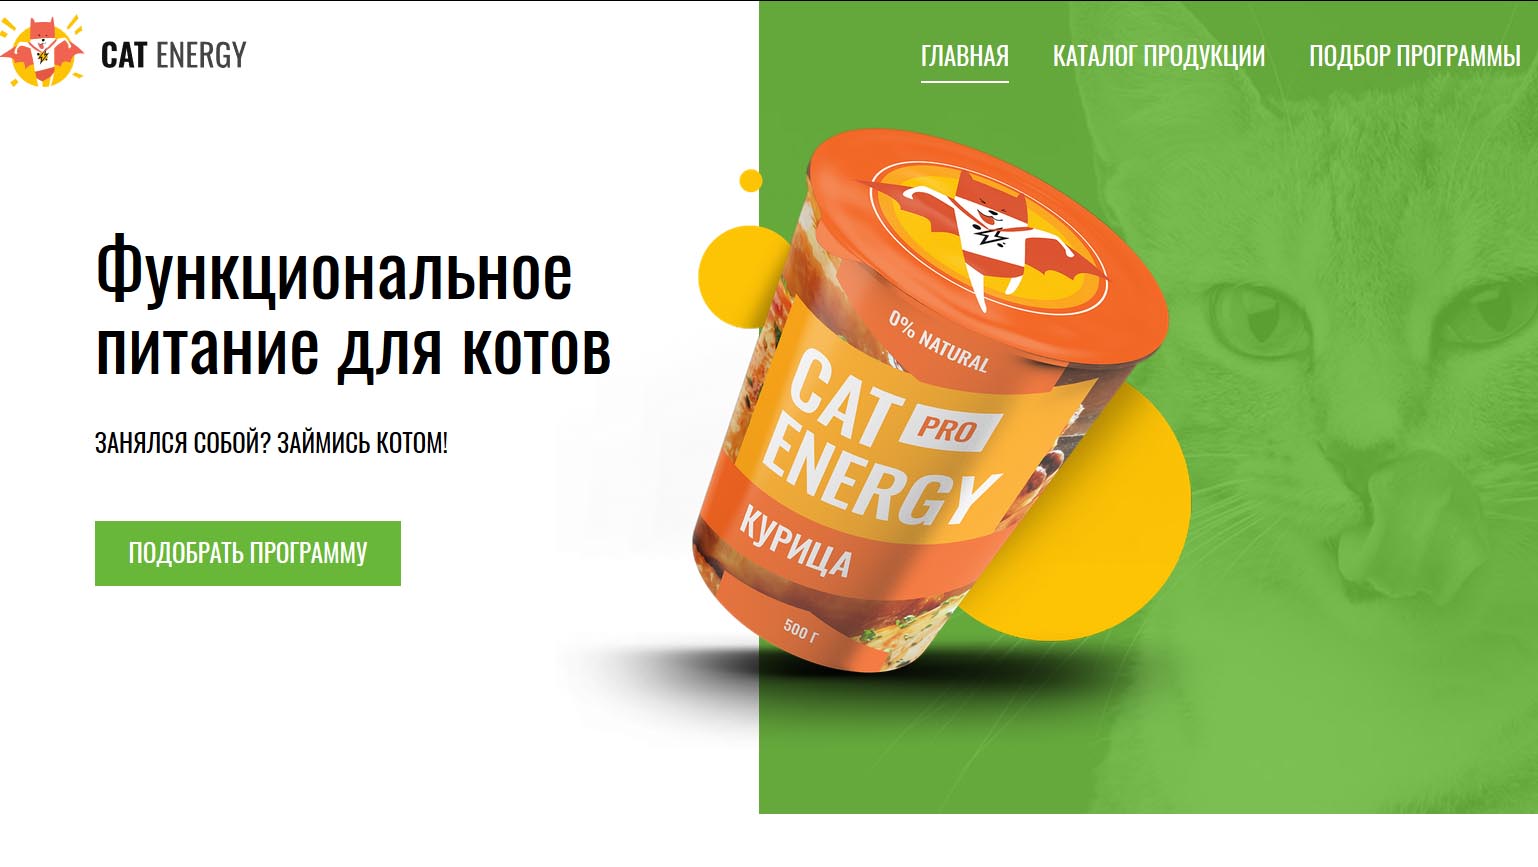 CAT ENERGY
ГЛАВНАЯ КАТАЛОГ ПРОДУКЦИИ ПОДБОР ПРОГРАММЫ
Функциональное
питание для котов
ЗАНЯЛСЯ СОБОЙ? ЗАЙМИСЬ КОТОМ!
ПОДОБРАТЬ ПРОГРАММУ
0% NATURAL
CAT PRO
ENERGY
КУРИЦА
500 Г